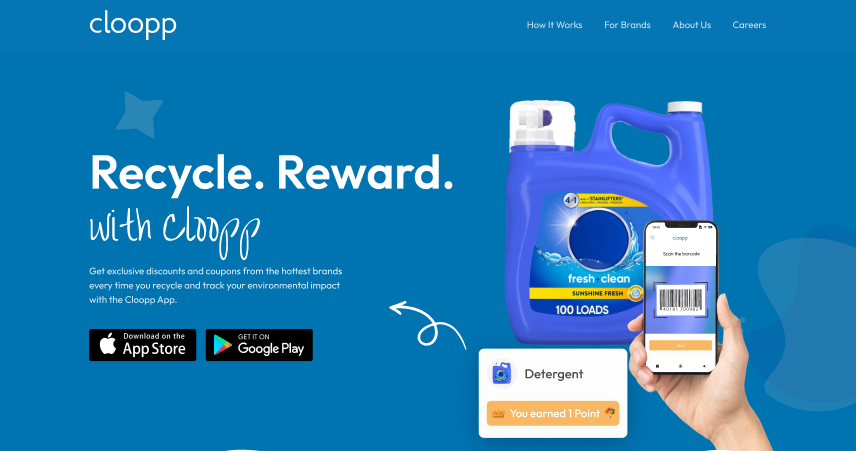 cloopp
How It Works
For Brands
About Us
Careers
Recycle. Reward.
with Cloopp
Get exclusive discounts and coupons from the hottest brands
every time you recycle and track your environmental impact
with the Cloopp App.
Download on the
App Store
GET IT ON
Google Play
4in1
STAINLIFTERS
fresh clean
SUNSHINE FRESH
100 LOADS
cloopp
Scan the barcode
Detergent
You earned 1 Point